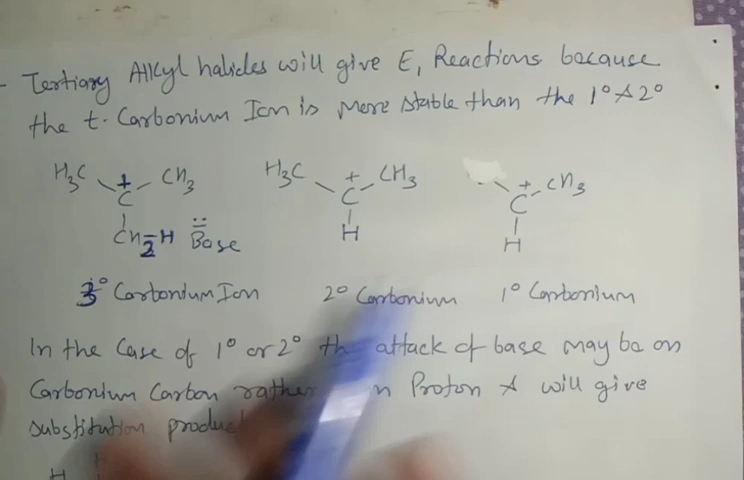 Tertiary Alkyl halides will give E, Reactions because
the t. Carbonium Ion is More stable than the 1° & 2°
H₃C + CH₃ H₃C + CH₃ + CH₃
C C C
CH₂-H Base H H
3° Carbonium Ion 2° Carbonium 1° Carbonium
In the Case of 1° or 2° the attack of base may be on
Carbonium Carbon rather Proton & will give
substitution
H